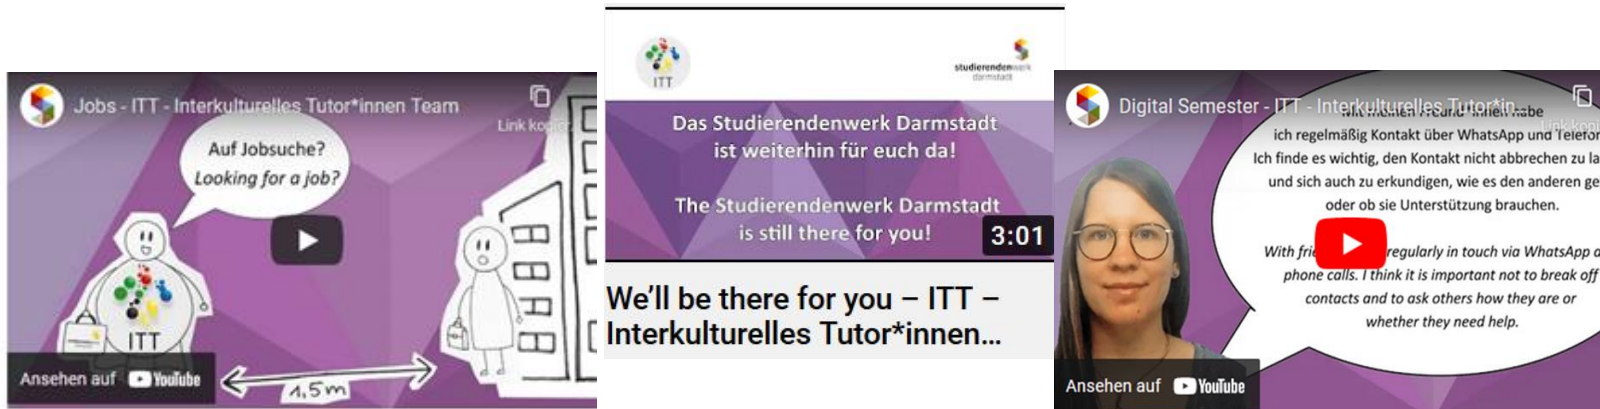 Jobs - ITT - Interkulturelles Tutor*innen Team
Link
Auf Jobsuche?
Looking for a job?
ITT
1,5m
Ansehen auf YouTube
ITT
studierendenwerk
darmstadt
Das Studierendenwerk Darmstadt
ist weiterhin für euch da!
The Studierendenwerk Darmstadt
is still there for you!
3:01
We'll be there for you – ITT –
Interkulturelles Tutor*innen...
Digital Semester - ITT - Interkulturelles Tutor*in...
habe
ich regelmäßig Kontakt über WhatsApp und
Ich finde es wichtig, den Kontakt nicht abbrechen zu
und sich auch zu erkundigen, wie es den anderen
oder ob sie Unterstützung brauchen.
With regularly in touch via WhatsApp
phone calls. I think it is important not to break off
contacts and to ask others how they are or
whether they need help.
Ansehen auf YouTube